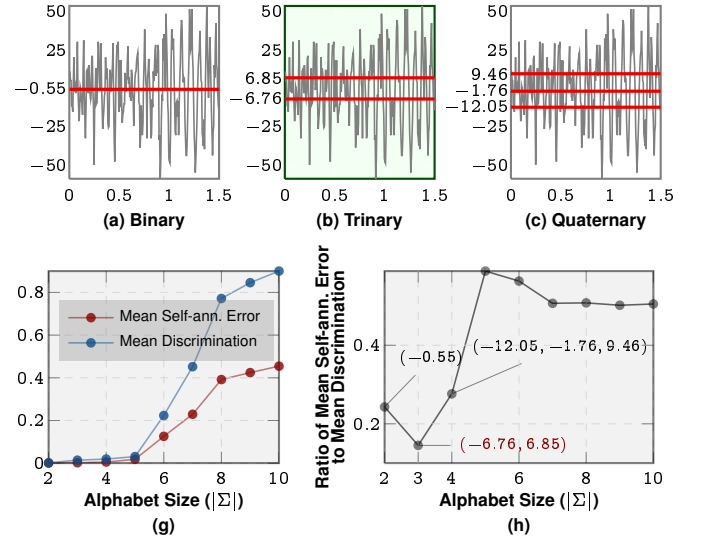 50
25
−0.55
−25
−50
0 0.5 1 1.5
(a) Binary
50
25
6.85
−6.76
−25
−50
0 0.5 1 1.5
(b) Trinary
50
25
9.46
−1.76
−12.05
−25
−50
0 0.5 1 1.5
(c) Quaternary
0.8
0.6
0.4
0.2
0
Mean Self-ann. Error
Mean Discrimination
2 4 6 8 10
Alphabet Size (|Σ|)
(g)
Ratio of Mean Self-ann. Error
to Mean Discrimination
0.4
0.2
(−0.55)
(−12.05, −1.76, 9.46)
(−6.76, 6.85)
2 3 4 6 8 10
Alphabet Size (|Σ|)
(h)